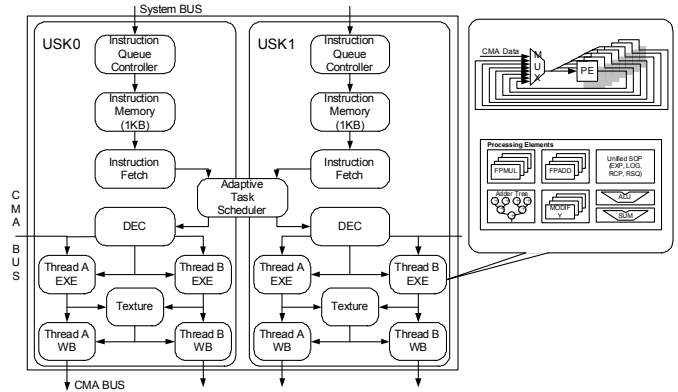 System BUS
USK0
USK1
Instruction
Queue
Controller
Instruction
Queue
Controller
Instruction
Memory
(1KB)
Instruction
Memory
(1KB)
Instruction
Fetch
Instruction
Fetch
Adaptive
Task
Scheduler
DEC
DEC
C
M
A
B
U
S
Thread A
EXE
Thread B
EXE
Thread A
EXE
Thread B
EXE
Texture
Texture
Thread A
WB
Thread B
WB
Thread A
WB
Thread B
WB
CMA BUS
CMA Data
M
U
X
PE
Processing Elements
FPMUL
FPADD
Unified SOP
(EXP, LOG,
RCP, RSQ)
Adder Tree
MODIF
Y
ALU
SUM